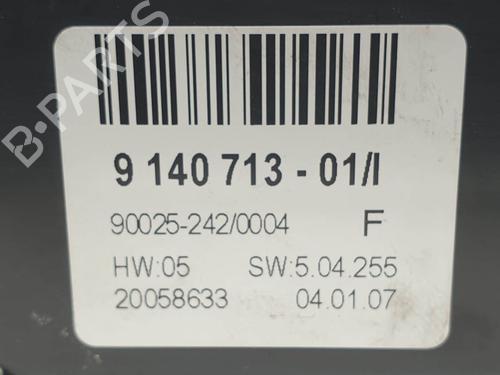 B-PARTS
9 140 713 - 01/I
90025-242/0004 F
HW:05 SW:5.04.255
20058633 04.01.07